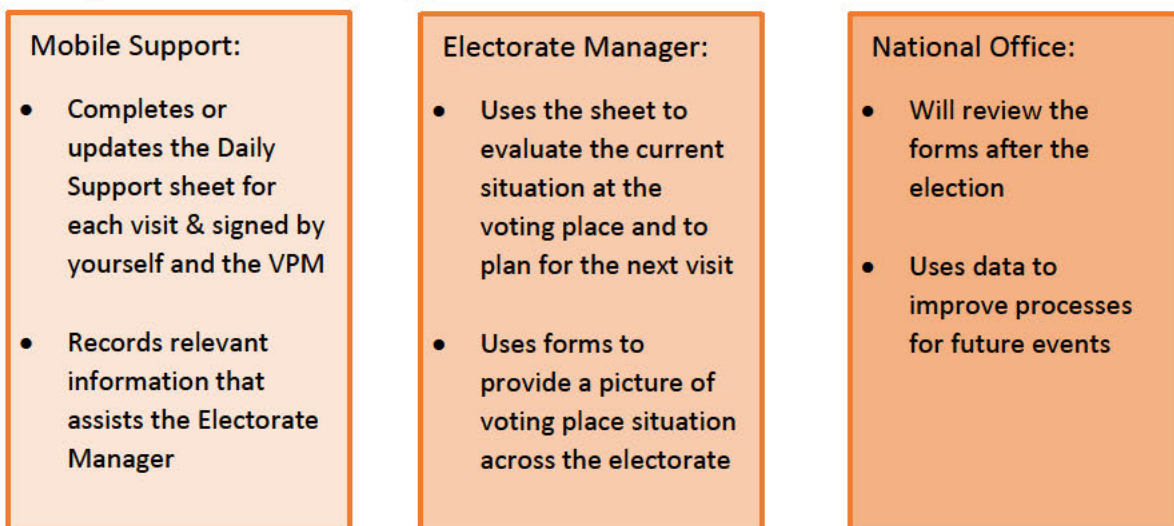 Mobile Support:
• Completes or
updates the Daily
Support sheet for
each visit & signed by
yourself and the VPM
• Records relevant
information that
assists the Electorate
Manager
Electorate Manager:
• Uses the sheet to
evaluate the current
situation at the
voting place and to
plan for the next visit
• Uses forms to
provide a picture of
voting place situation
across the electorate
National Office:
• Will review the
forms after the
election
• Uses data to
improve processes
for future events